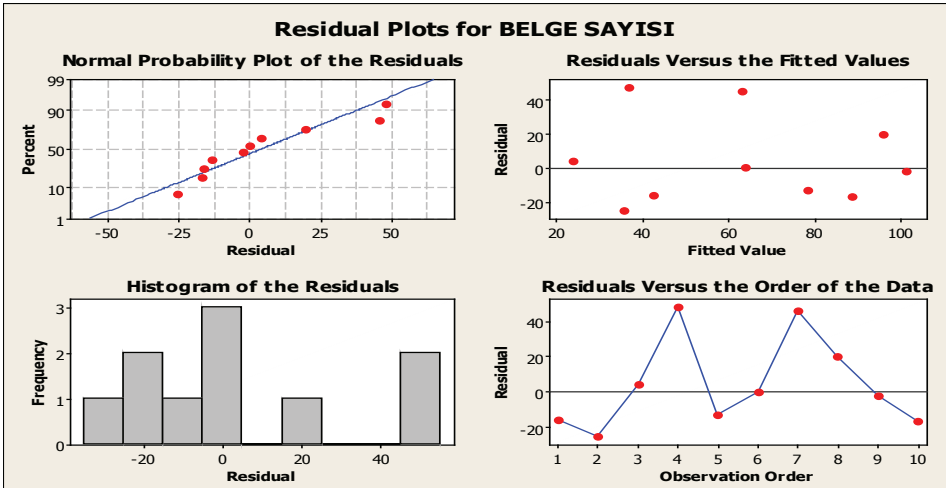 Residual Plots for BELGE SAYISI
Normal Probability Plot of the Residuals
99
90
50
10
1
Percent
-50 -25 0 25 50
Residual
Residuals Versus the Fitted Values
40
20
0
-20
Residual
20 40 60 80 100
Fitted Value
Histogram of the Residuals
3
2
1
0
Frequency
-20 0 20 40
Residual
Residuals Versus the Order of the Data
40
20
0
-20
Residual
1 2 3 4 5 6 7 8 9 10
Observation Order